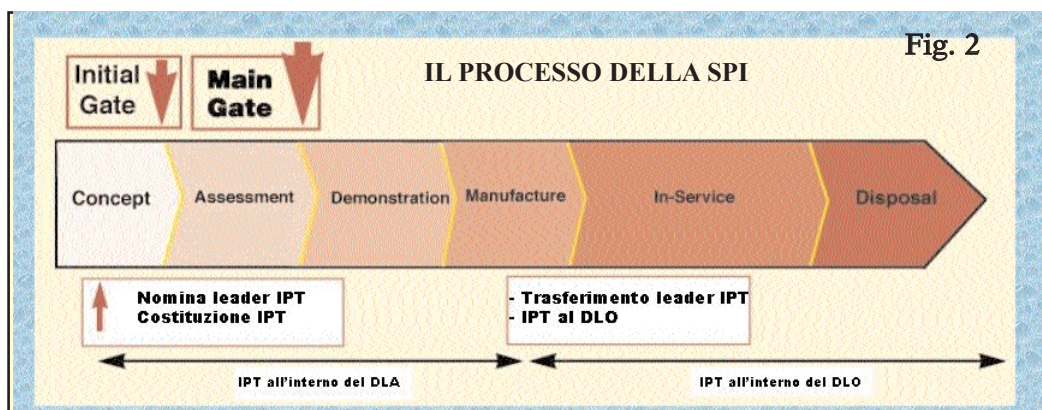 Fig. 2
IL PROCESSO DELLA SPI
Initial
Gate
Main
Gate
Concept
Assessment
Demonstration
Manufacture
In-Service
Disposal
Nomina leader IPT
Costituzione IPT
- Trasferimento leader IPT
- IPT al DLO
IPT all'interno del DLA
IPT all'interno del DLO